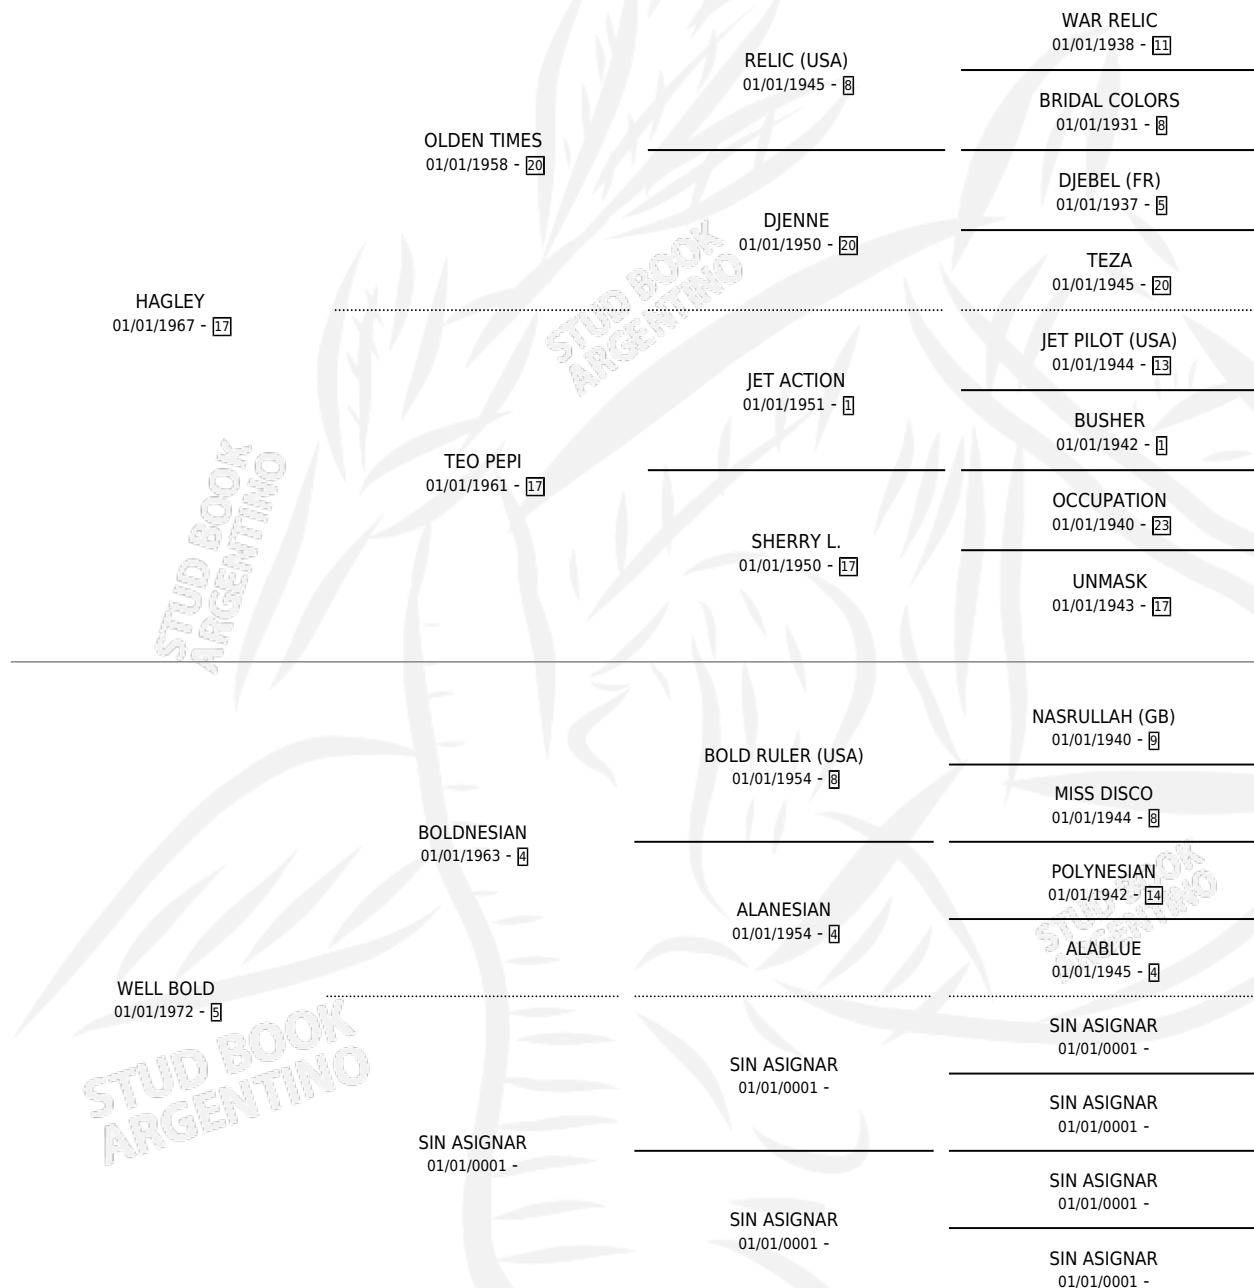 WAR RELIC
01/01/1938 - 11
RELIC (USA)
01/01/1945 - 8
BRIDAL COLORS
01/01/1931 - 8
OLDEN TIMES
01/01/1958 - 20
DJEBEL (FR)
01/01/1937 - 5
DJENNE
01/01/1950 - 20
TEZA
01/01/1945 - 20
STUD BOOK
ARGENTINO
HAGLEY
01/01/1967 - 17
JET PILOT (USA)
01/01/1944 - 13
JET ACTION
01/01/1951 - 1
BUSHER
01/01/1942 - 1
TEO PEPI
01/01/1961 - 17
OCCUPATION
01/01/1940 - 23
SHERRY L.
01/01/1950 - 17
UNMASK
01/01/1943 - 17
STUD BOOK
ARGENTINO
NASRULLAH (GB)
01/01/1940 - 9
BOLD RULER (USA)
01/01/1954 - 8
MISS DISCO
01/01/1944 - 8
BOLDNESIAN
01/01/1963 - 4
POLYNESIAN
01/01/1942 - 14
ALANESIAN
01/01/1954 - 4
ALABLUE
01/01/1945 - 4
STUD BOOK
ARGENTINO
WELL BOLD
01/01/1972 - 5
SIN ASIGNAR
01/01/0001 -
SIN ASIGNAR
01/01/0001 -
SIN ASIGNAR
01/01/0001 -
STUD BOOK
ARGENTINO
SIN ASIGNAR
01/01/0001 -
SIN ASIGNAR
01/01/0001 -
SIN ASIGNAR
01/01/0001 -
SIN ASIGNAR
01/01/0001 -